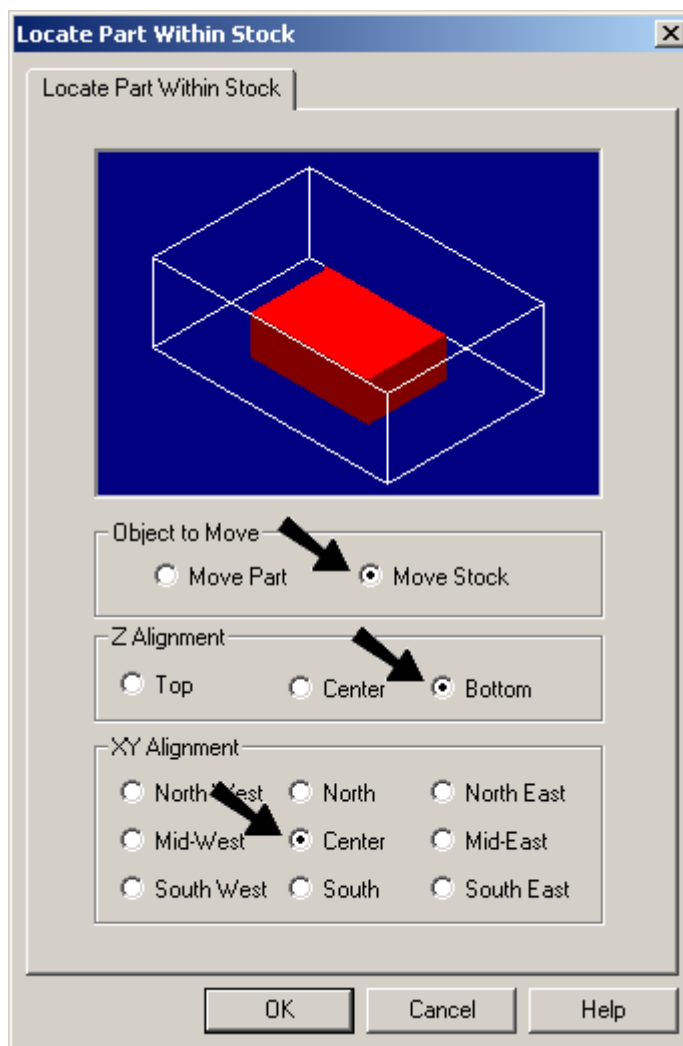 Locate Part Within Stock
Locate Part Within Stock
Object to Move
Move Part Move Stock
Z Alignment
Top Center Bottom
XY Alignment
North West North North East
Mid-West Center Mid-East
South West South South East
OK Cancel Help